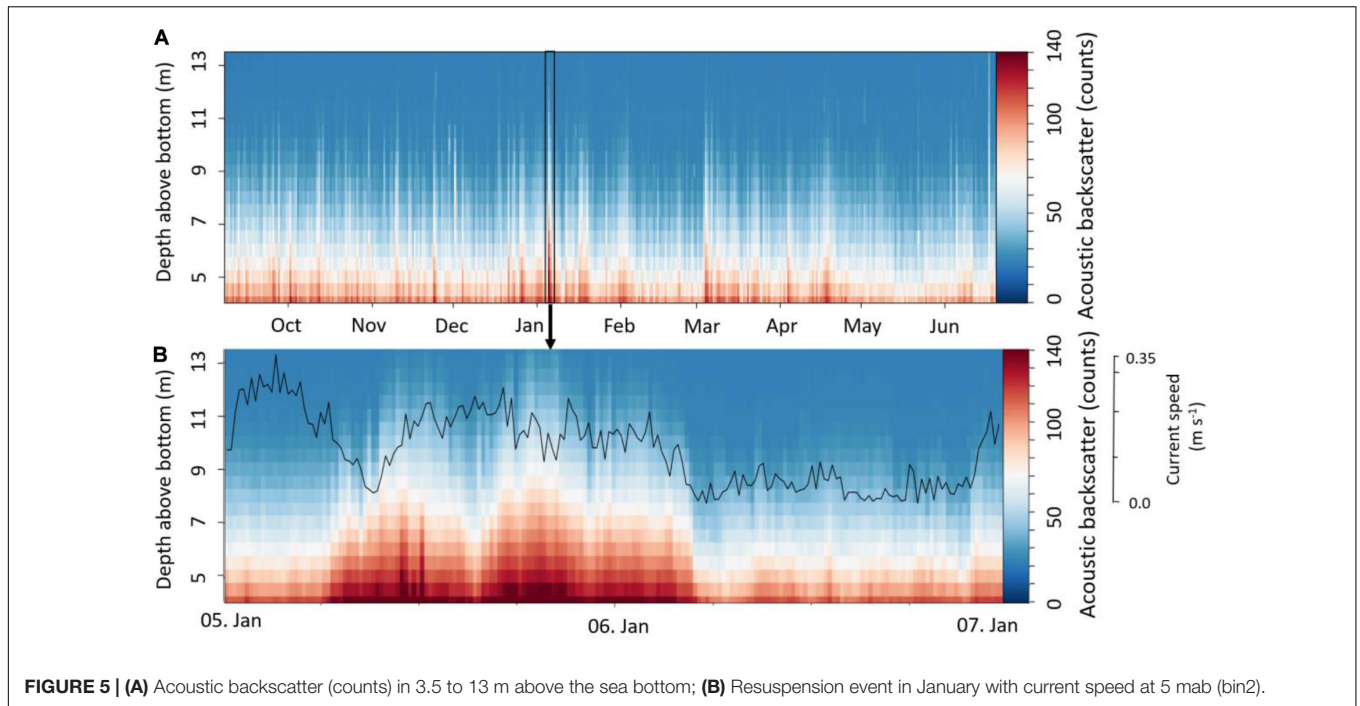 A
Depth above bottom (m)
13
11
9
7
5
Oct Nov Dec Jan Feb Mar Apr May Jun
140
100
50
0
Acoustic backscatter (counts)
B
Depth above bottom (m)
13
11
9
7
5
05. Jan 06. Jan 07. Jan
140
100
50
0
Acoustic backscatter (counts)
0.35
0.0
Current speed
(m s⁻¹)
FIGURE 5 | (A) Acoustic backscatter (counts) in 3.5 to 13 m above the sea bottom; (B) Resuspension event in January with current speed at 5 mab (bin2).